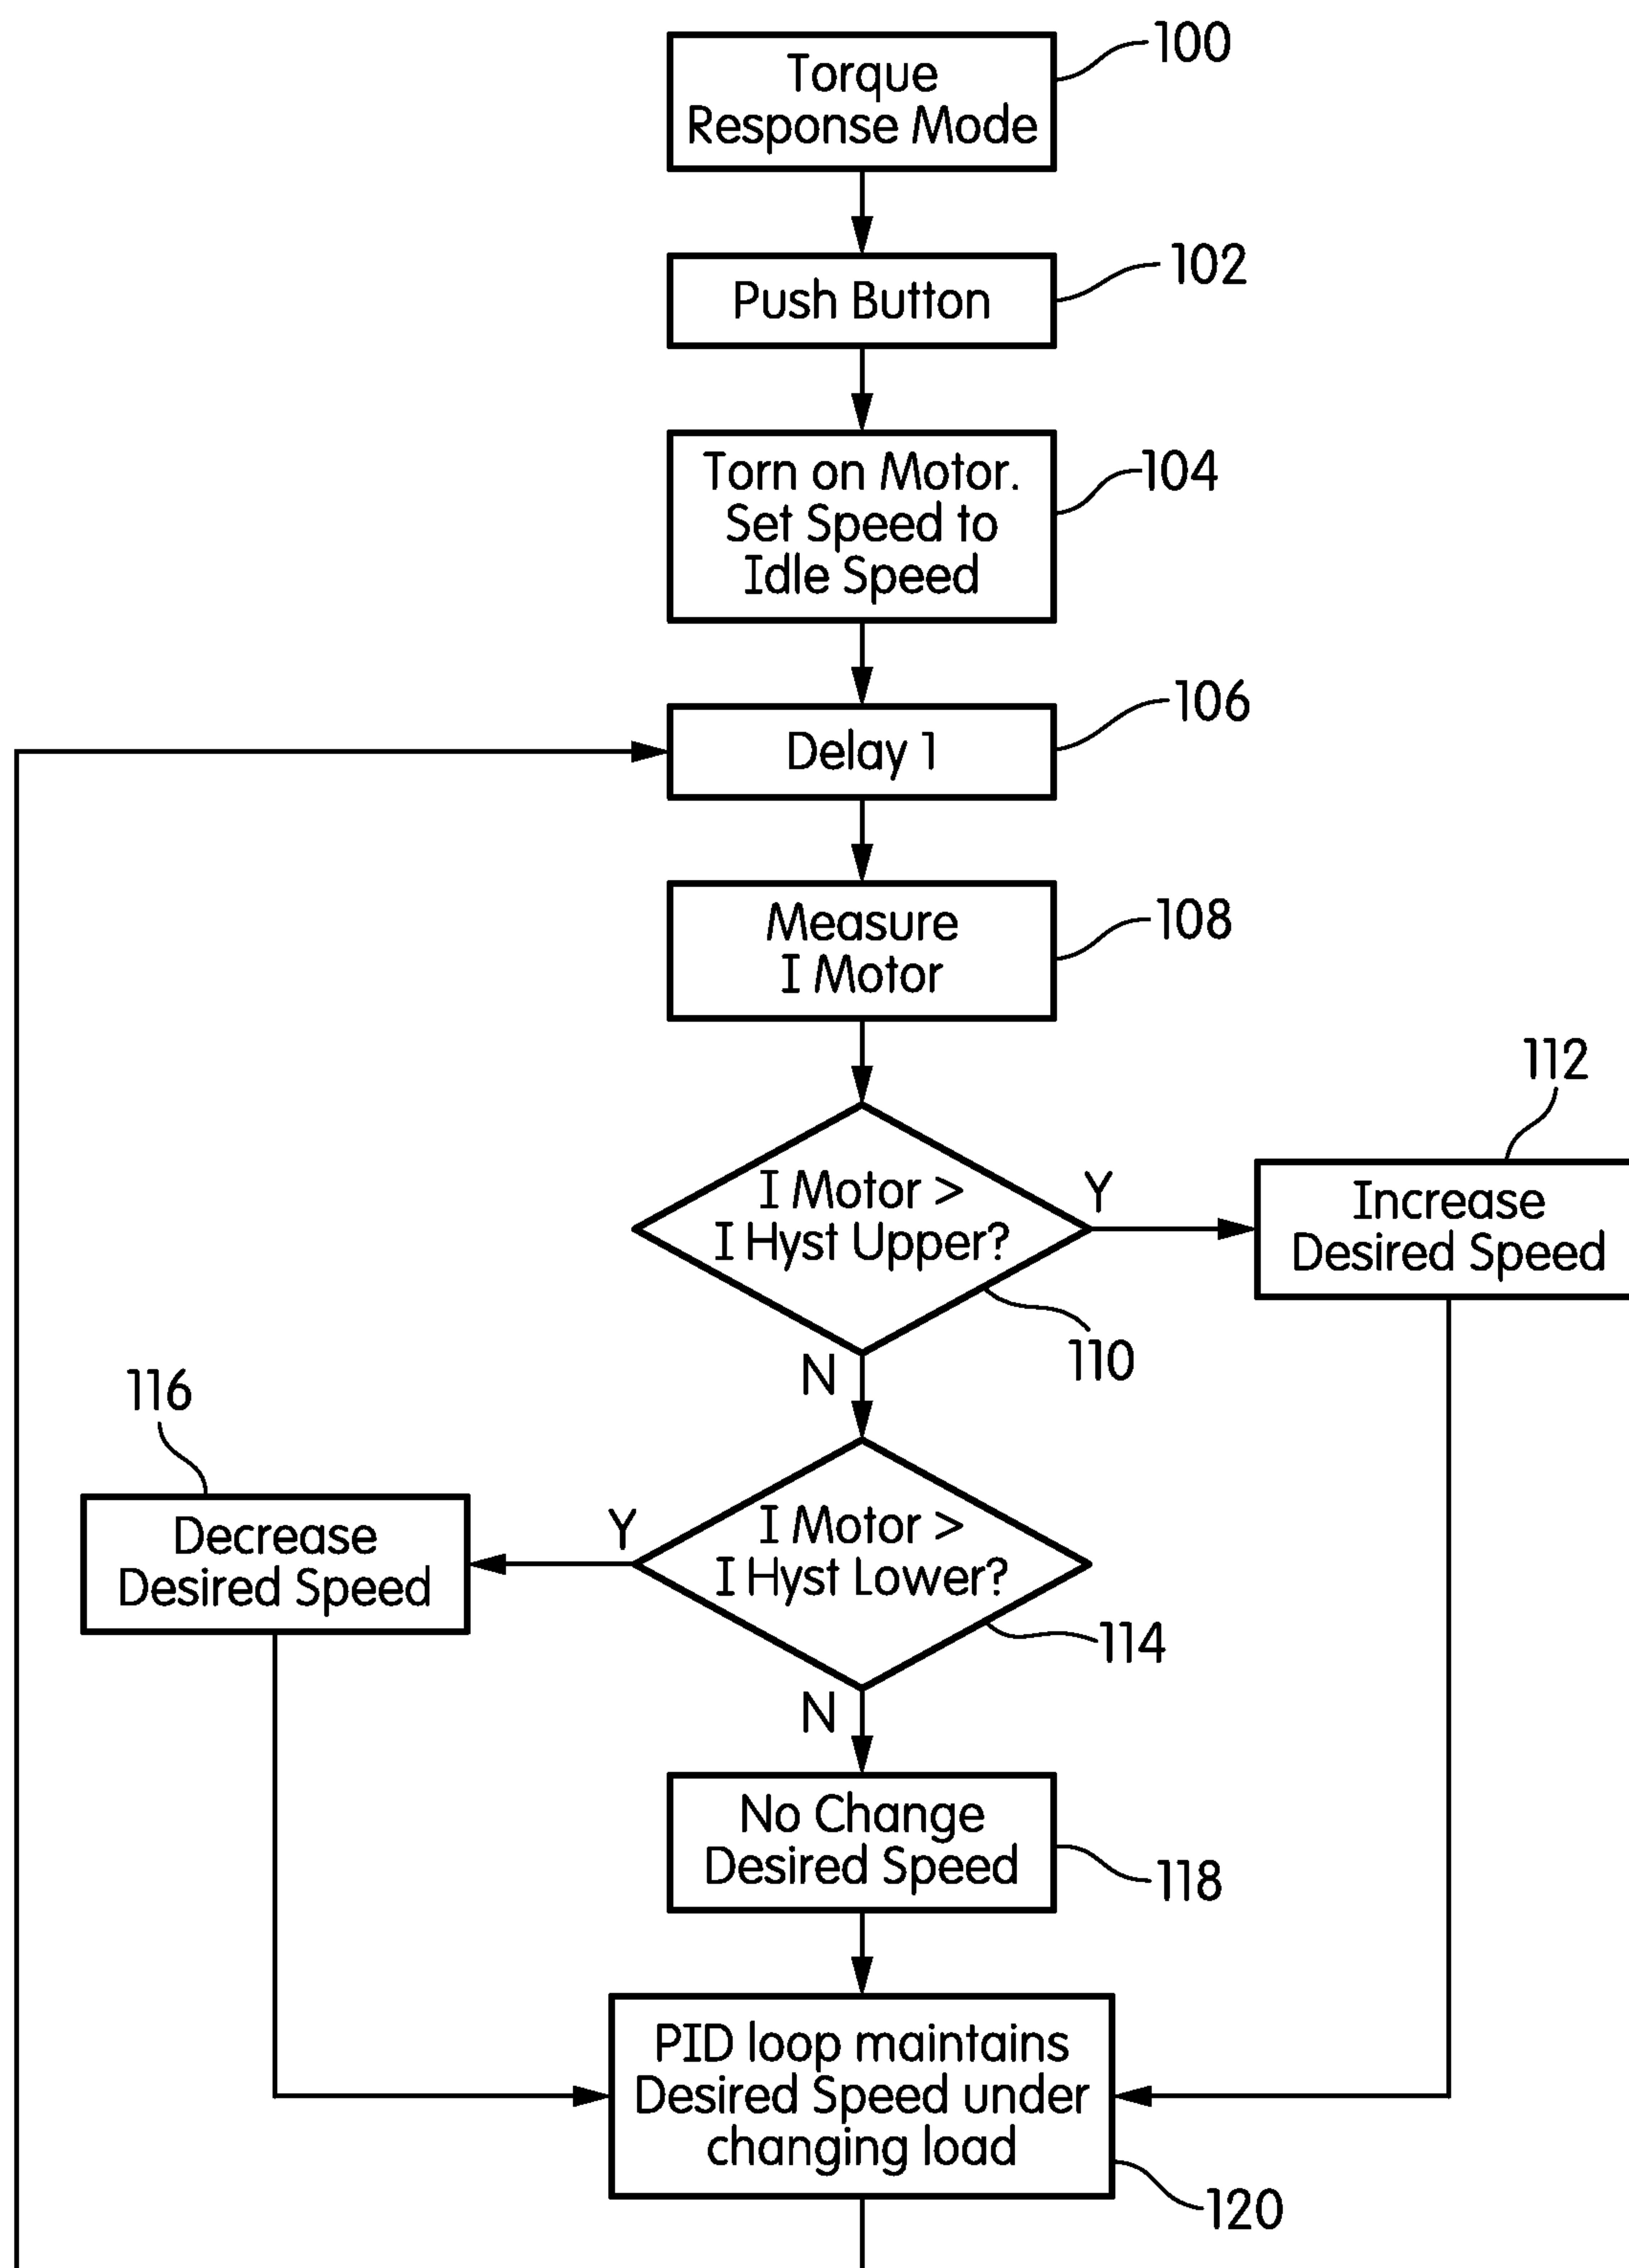 100
Torque
Response Mode
102
Push Button
104
Torn on Motor.
Set Speed to
Idle Speed
106
Delay 1
108
Measure
I Motor
112
I Motor >
I Hyst Upper?
Y
Increase
Desired Speed
110
N
116
I Motor >
I Hyst Lower?
Y
Decrease
Desired Speed
114
N
No Change
Desired Speed
118
PID loop maintains
Desired Speed under
changing load
120